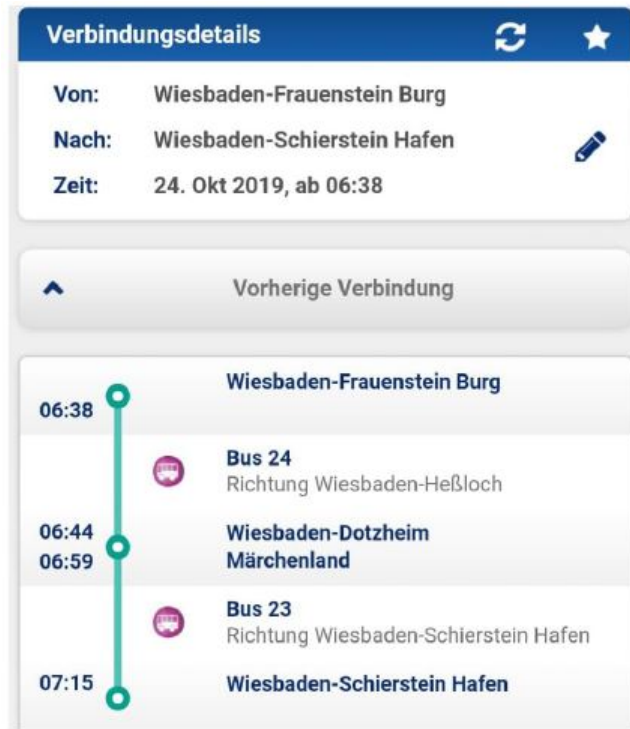 Verbindungsdetails
Von: Wiesbaden-Frauenstein Burg
Nach: Wiesbaden-Schierstein Hafen
Zeit: 24. Okt 2019, ab 06:38
Vorherige Verbindung
Wiesbaden-Frauenstein Burg
06:38
Bus 24
Richtung Wiesbaden-Heßloch
06:44 Wiesbaden-Dotzheim
06:59 Märchenland
Bus 23
Richtung Wiesbaden-Schierstein Hafen
07:15 Wiesbaden-Schierstein Hafen